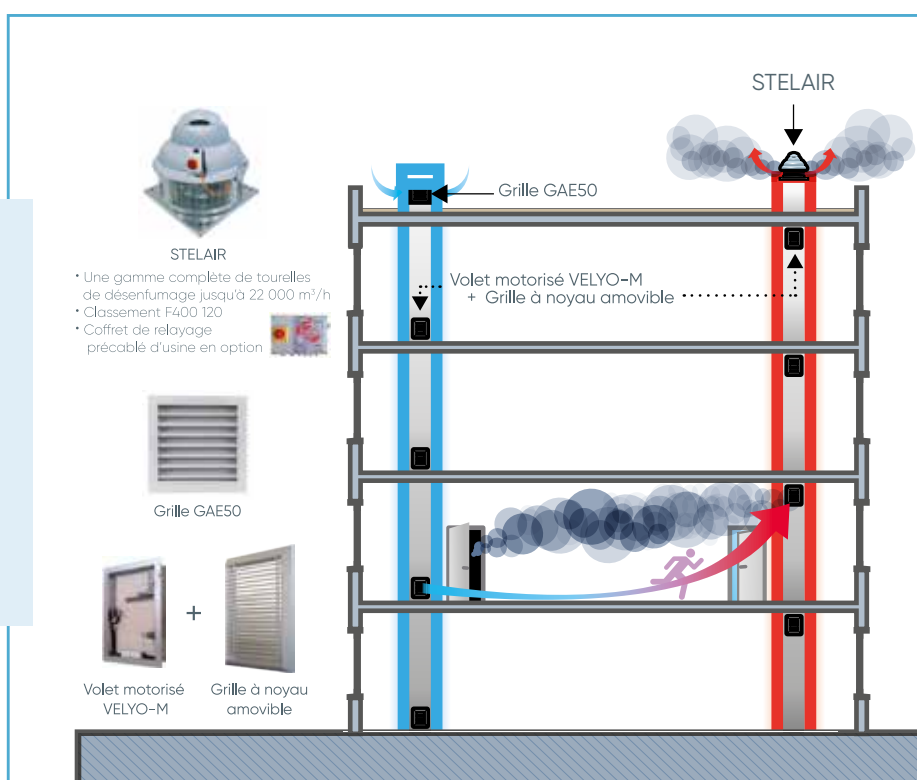 STELAIR
Grille GAE50
Volet motorisé VELYO-M
+ Grille à noyau amovible
STELAIR
• Une gamme complète de tourelles
de désenfumage jusqu'à 22 000 m³/h
• Classement F400 120
• Coffret de relayage
précablé d'usine en option
Grille GAE50
+
Volet motorisé
VELYO-M
Grille à noyau
amovible